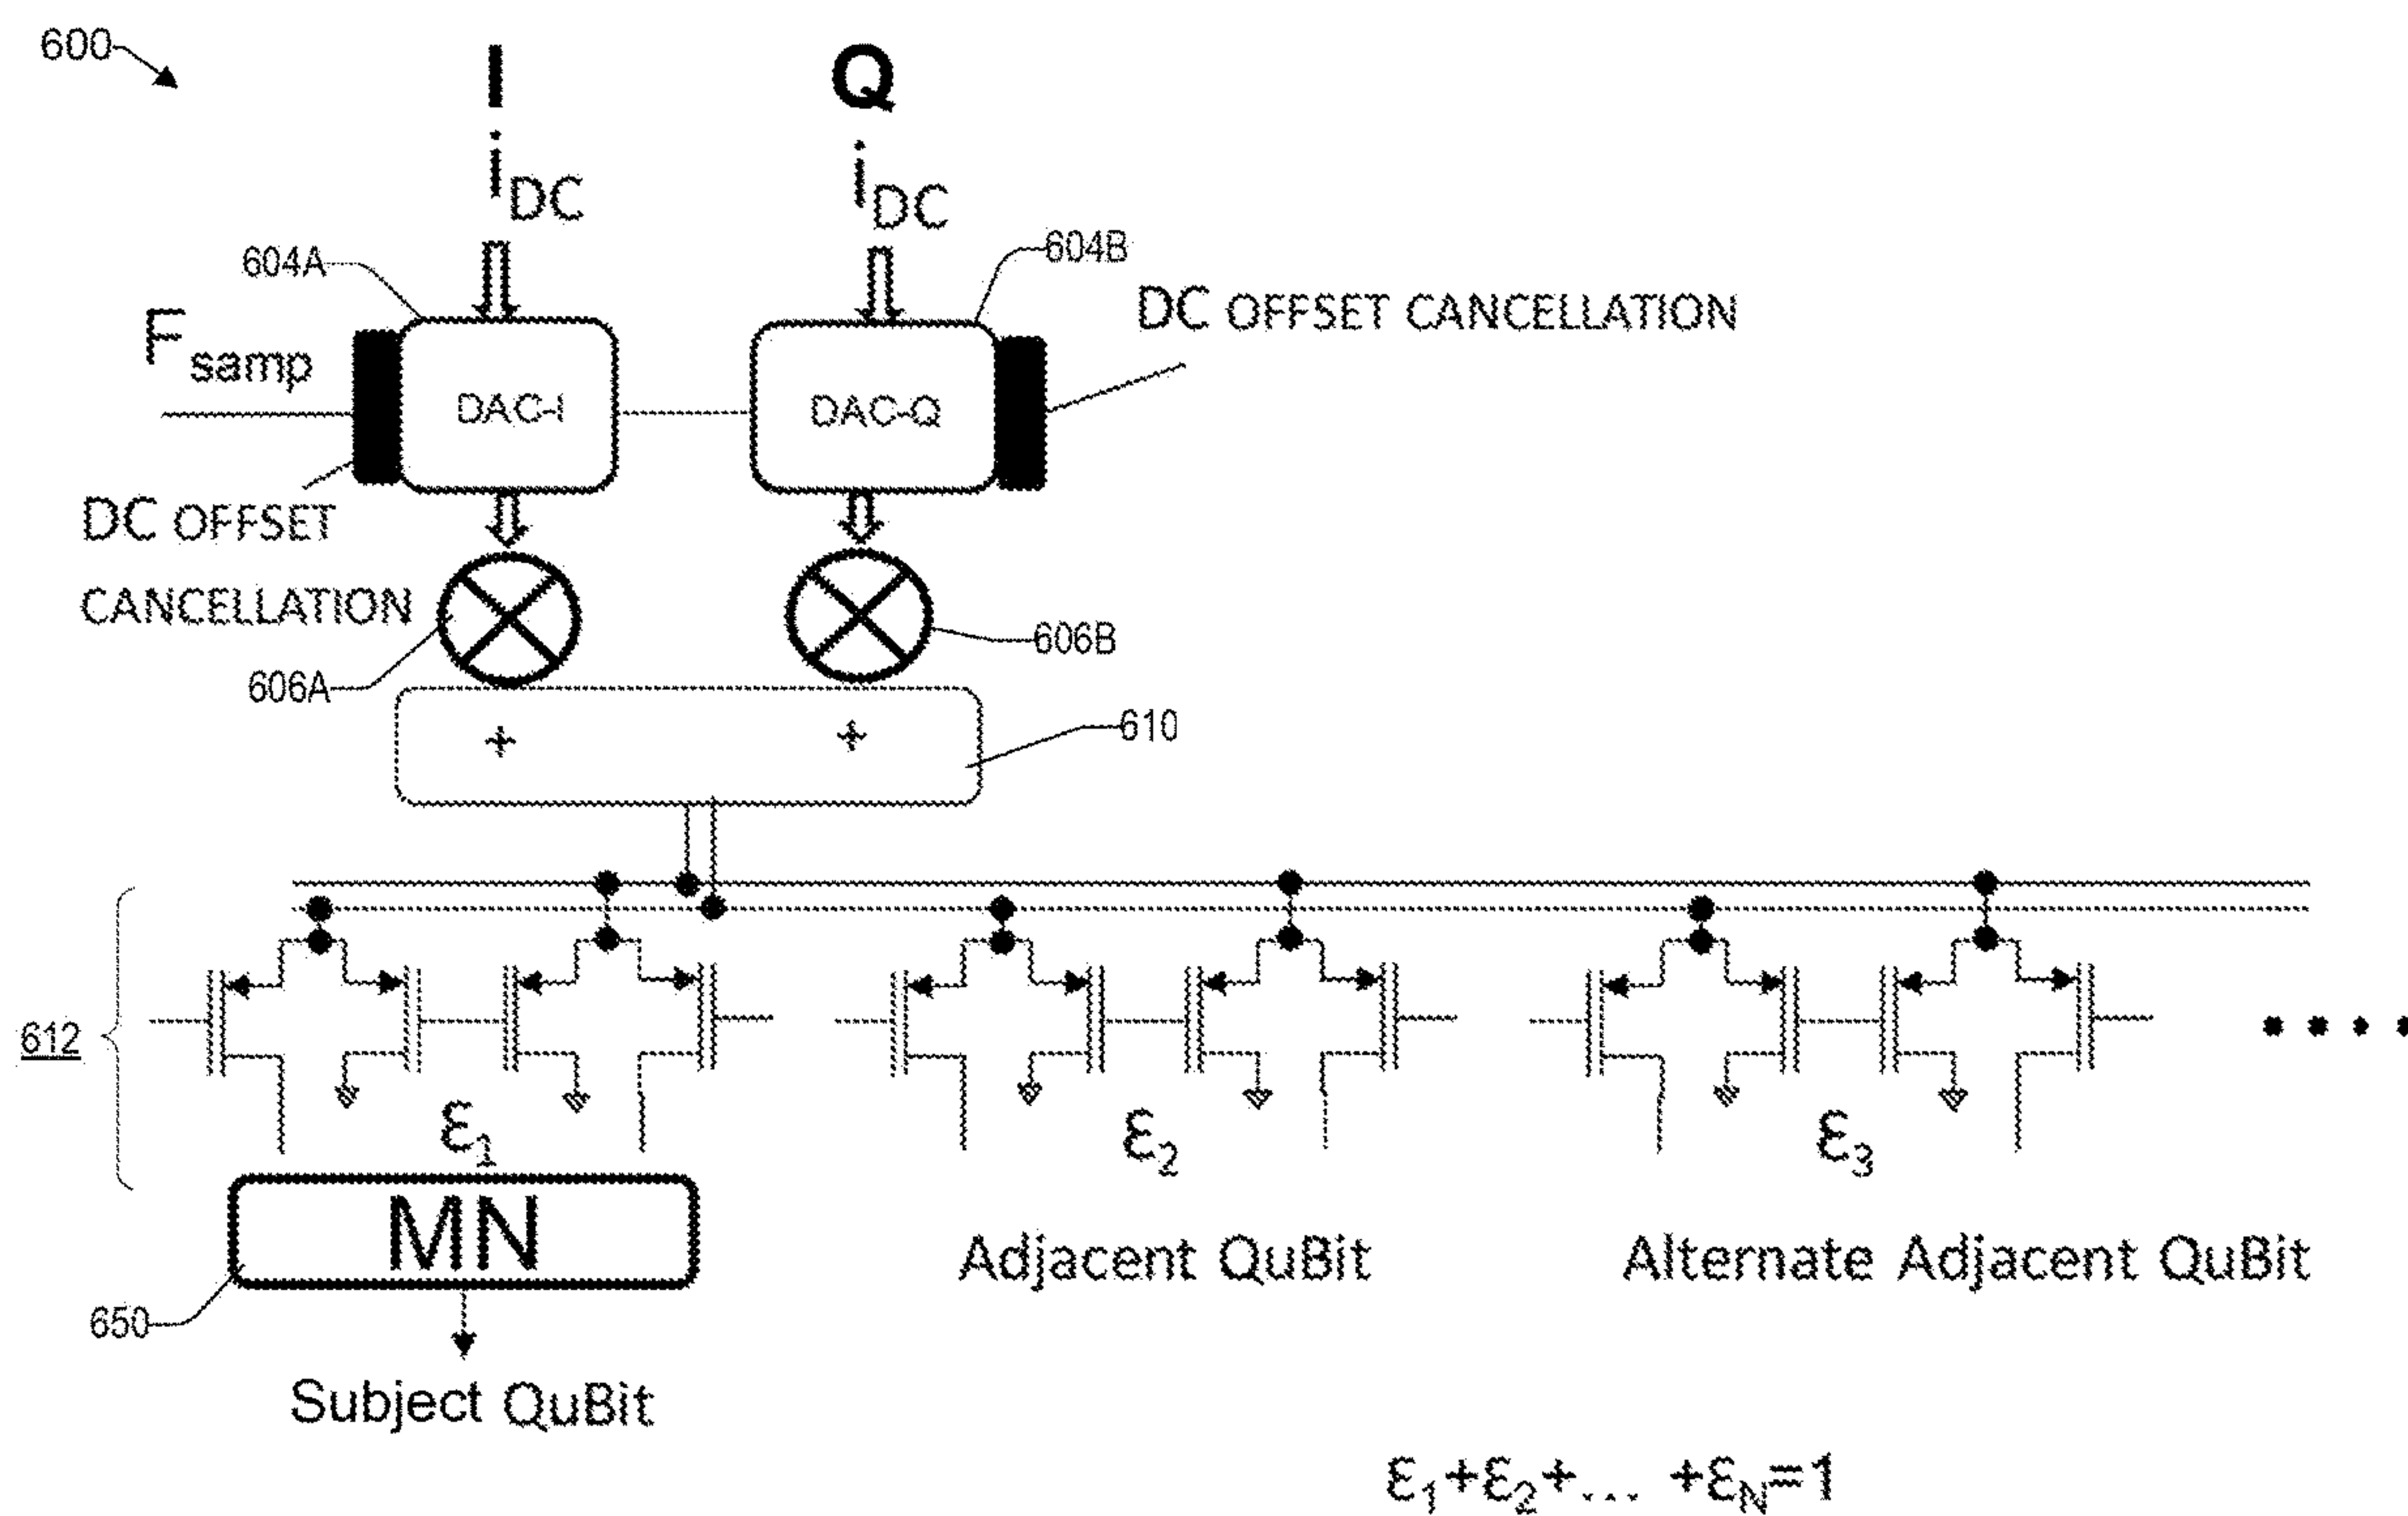 600
I
Q
iDC
iDC
604A
604B
Fsamp
DC OFFSET CANCELLATION
DAC-I
DAC-Q
DC OFFSET
CANCELLATION
606A
606B
+ +
610
612
ε1
ε2
ε3
MN
650
Adjacent QuBit
Alternate Adjacent QuBit
Subject QuBit
ε1+ε2+... +εN=1